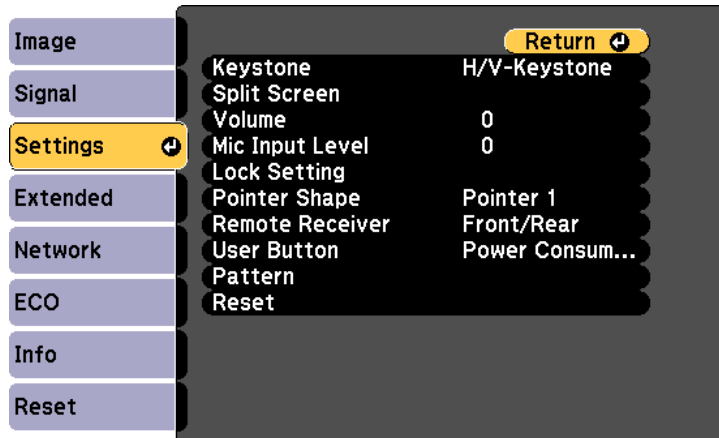 Image
Signal
Settings
Extended
Network
ECO
Info
Reset
Return
Keystone H/V-Keystone
Split Screen
Volume 0
Mic Input Level 0
Lock Setting
Pointer Shape Pointer 1
Remote Receiver Front/Rear
User Button Power Consum...
Pattern
Reset